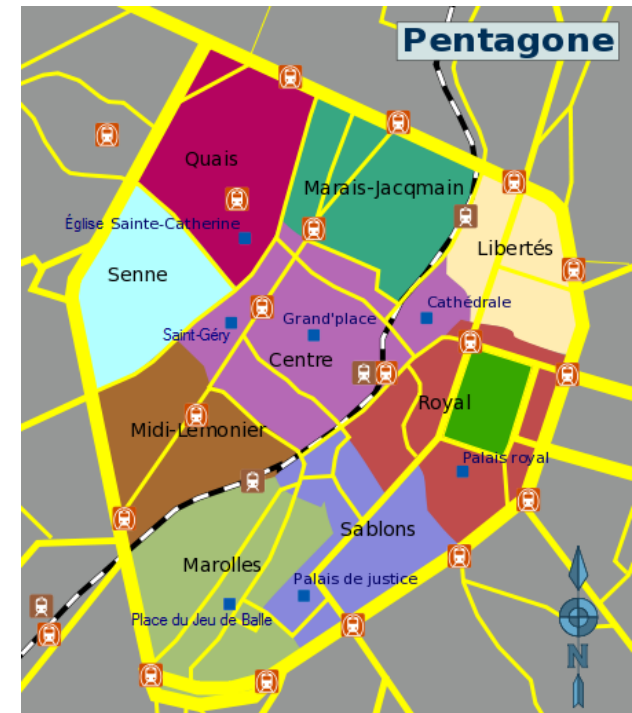 Pentagone
Quais
Marais-Jacqmain
Église Sainte-Catherine
Libertés
Senne
Cathédrale
Grand'place
Saint-Géry
Centre
Royal
Midi-Lemonier
Palais royal
Sablons
Marolles
Palais de justice
Place du Jeu de Balle
N